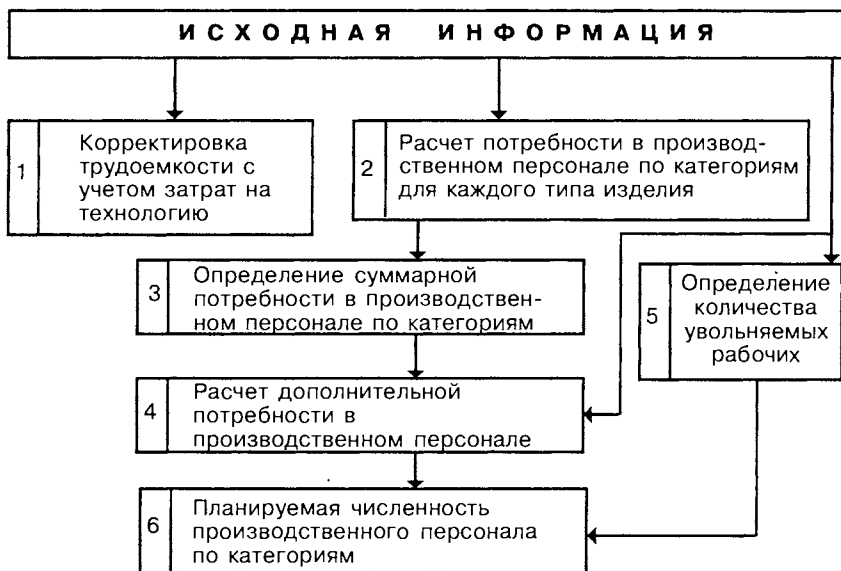 ИСХОДНАЯ ИНФОРМАЦИЯ
1
Корректировка
трудоемкости с
учетом затрат на
технологию
2
Расчет потребности в производ-
ственном персонале по категориям
для каждого типа изделия
3
Определение суммарной
потребности в производствен-
ном персонале по категориям
5
Определение
количества
увольняемых
рабочих
4
Расчет дополнительной
потребности в
производственном персонале
6
Планируемая численность
производственного персонала
по категориям